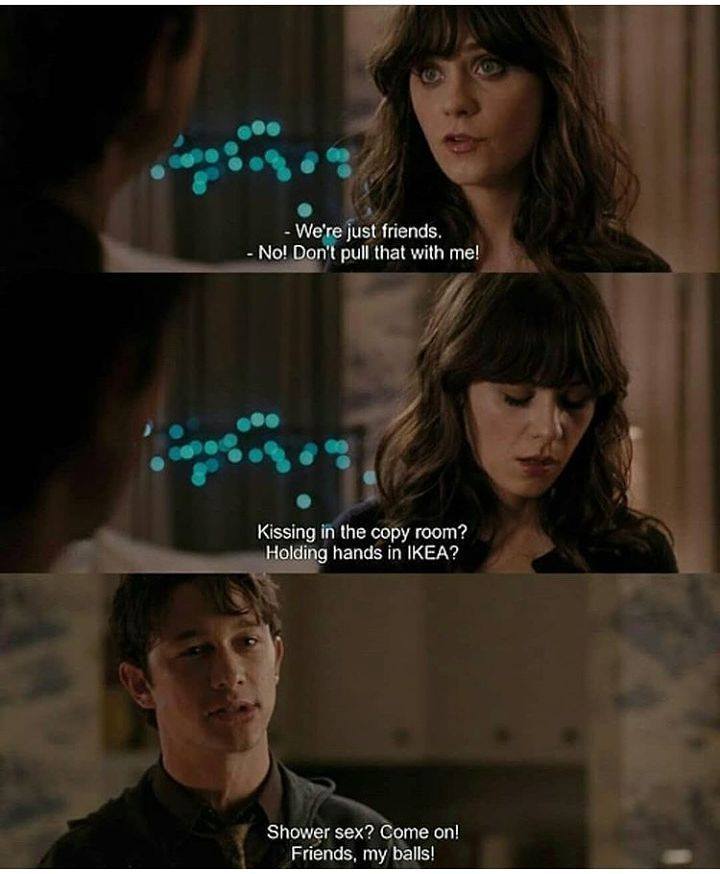 - We're just friends.
- No! Don't pull that with me!
Kissing in the copy room?
Holding hands in IKEA?
Shower sex? Come on!
Friends, my balls!